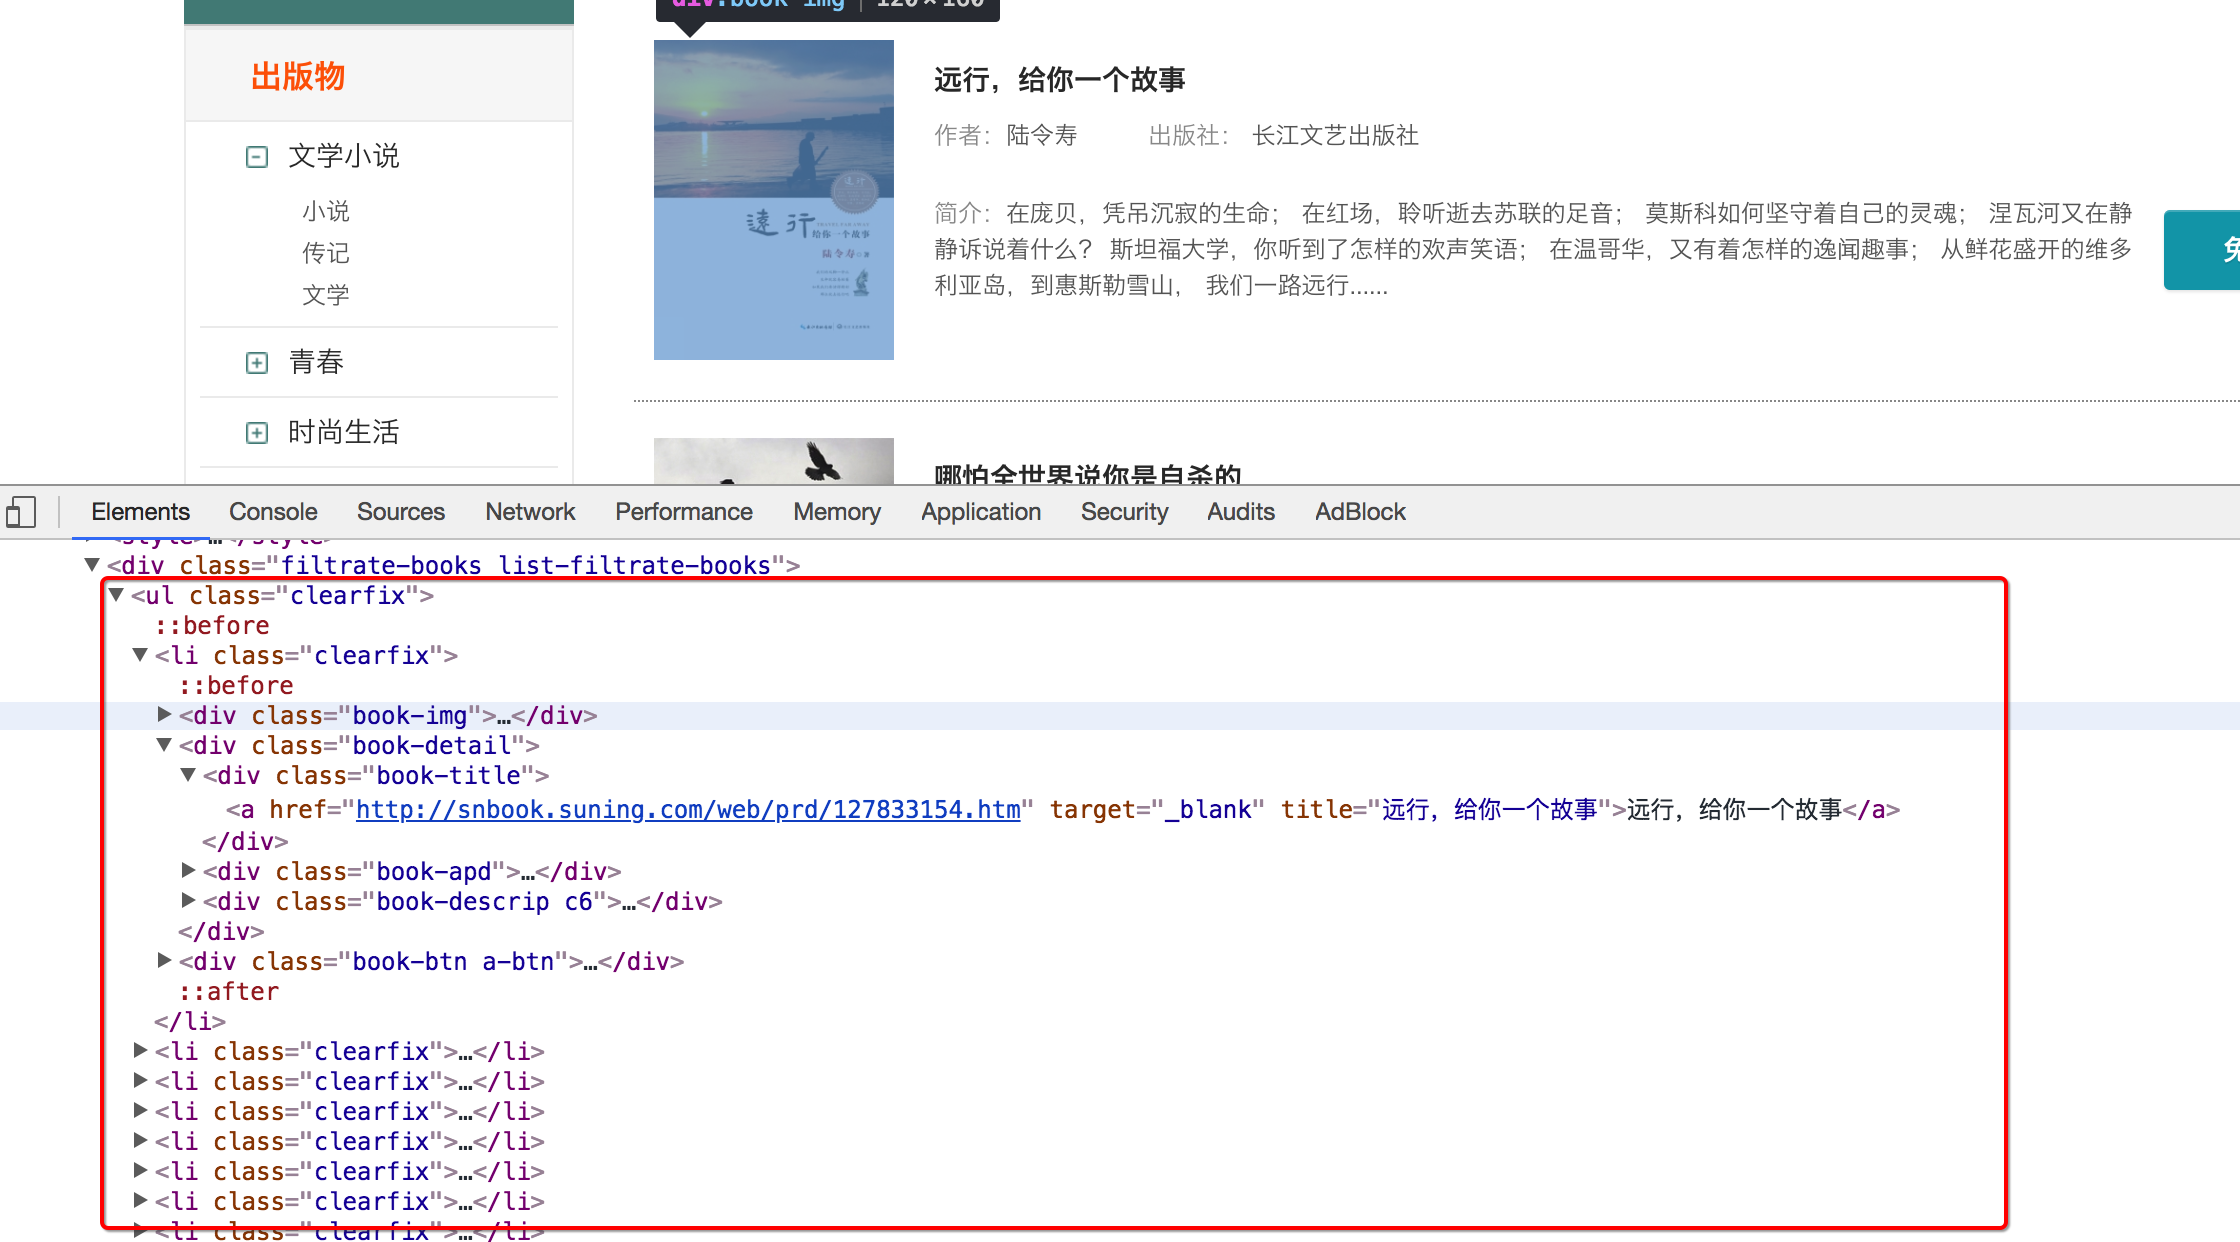 div.book-img | 120×160
出版物
文学小说
小说
传记
文学
青春
时尚生活
遠行
给你一个故事
陆令寿
远行，给你一个故事
作者： 陆令寿 出版社： 长江文艺出版社
简介：在庞贝，凭吊沉寂的生命； 在红场，聆听逝去苏联的足音； 莫斯科如何坚守着自己的灵魂； 涅瓦河又在静
静诉说着什么？ 斯坦福大学，你听到了怎样的欢声笑语； 在温哥华，又有着怎样的逸闻趣事； 从鲜花盛开的维多
利亚岛，到惠斯勒雪山， 我们一路远行......
免
哪怕全世界说你是自杀的
Elements Console Sources Network Performance Memory Application Security Audits AdBlock
<style>…</style>
<div class="filtrate-books list-filtrate-books">
<ul class="clearfix">
::before
<li class="clearfix">
::before
<div class="book-img">…</div>
<div class="book-detail">
<div class="book-title">
<a href="http://snbook.suning.com/web/prd/127833154.htm" target="_blank" title="远行，给你一个故事">远行，给你一个故事</a>
</div>
<div class="book-apd">…</div>
<div class="book-descrip c6">…</div>
</div>
<div class="book-btn a-btn">…</div>
::after
</li>
<li class="clearfix">…</li>
<li class="clearfix">…</li>
<li class="clearfix">…</li>
<li class="clearfix">…</li>
<li class="clearfix">…</li>
<li class="clearfix">…</li>
<li class="clearfix">…</li>